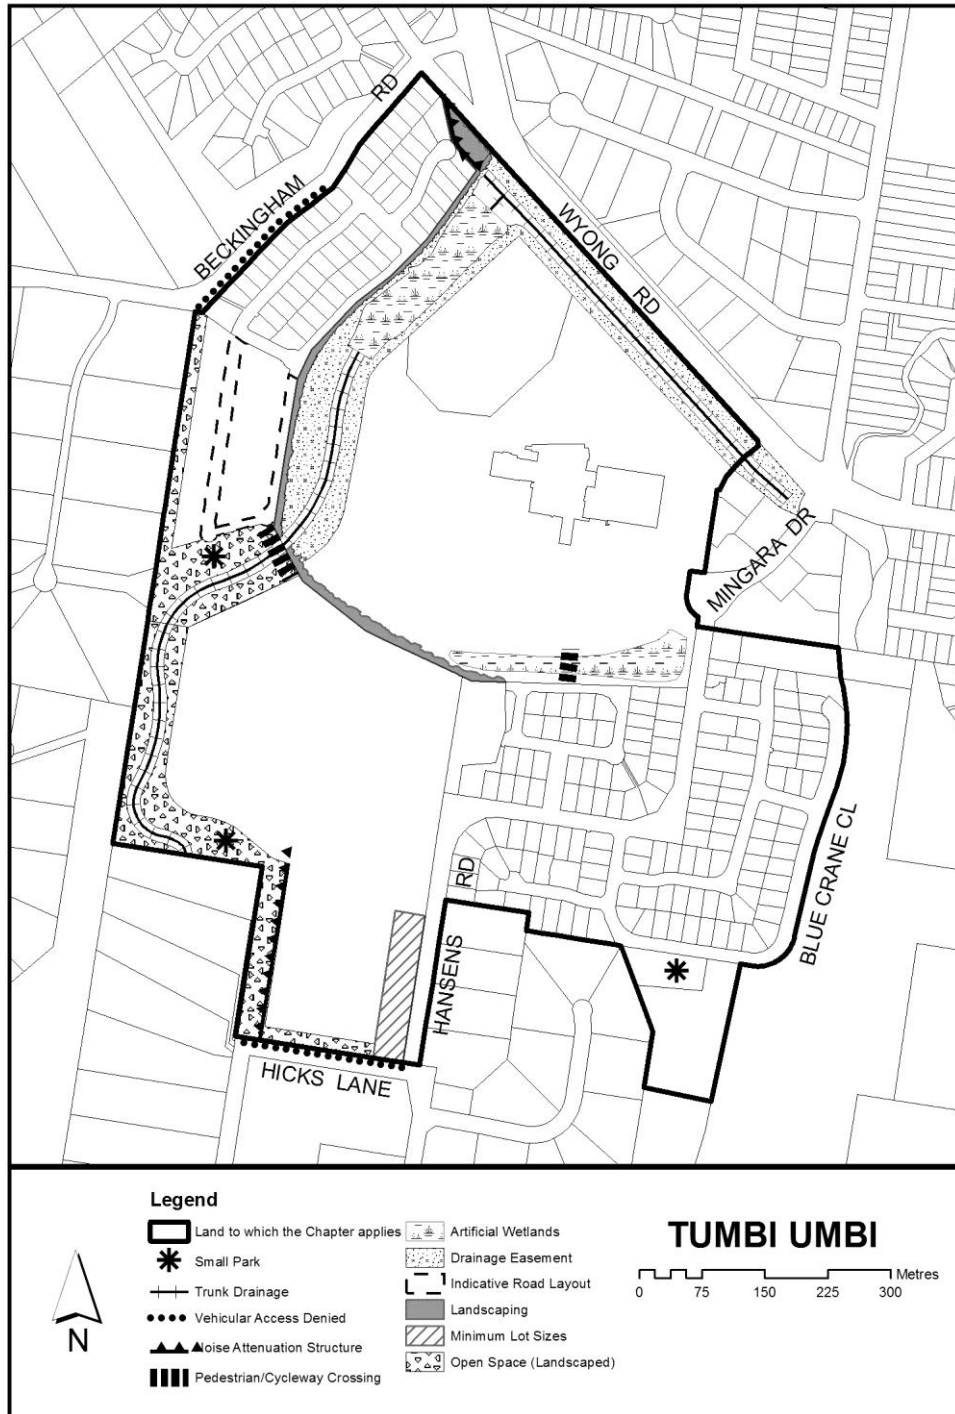 BECKINGHAM RD
WYONG RD
MINGARA DR
BLUE CRANE CL
HANSENS RD
HICKS LANE
Legend
Land to which the Chapter applies
Small Park
Trunk Drainage
Vehicular Access Denied
Noise Attenuation Structure
Pedestrian/Cycleway Crossing
Artificial Wetlands
Drainage Easement
Indicative Road Layout
Landscaping
Minimum Lot Sizes
Open Space (Landscaped)
N
TUMBI UMBI
Metres
0 75 150 225 300